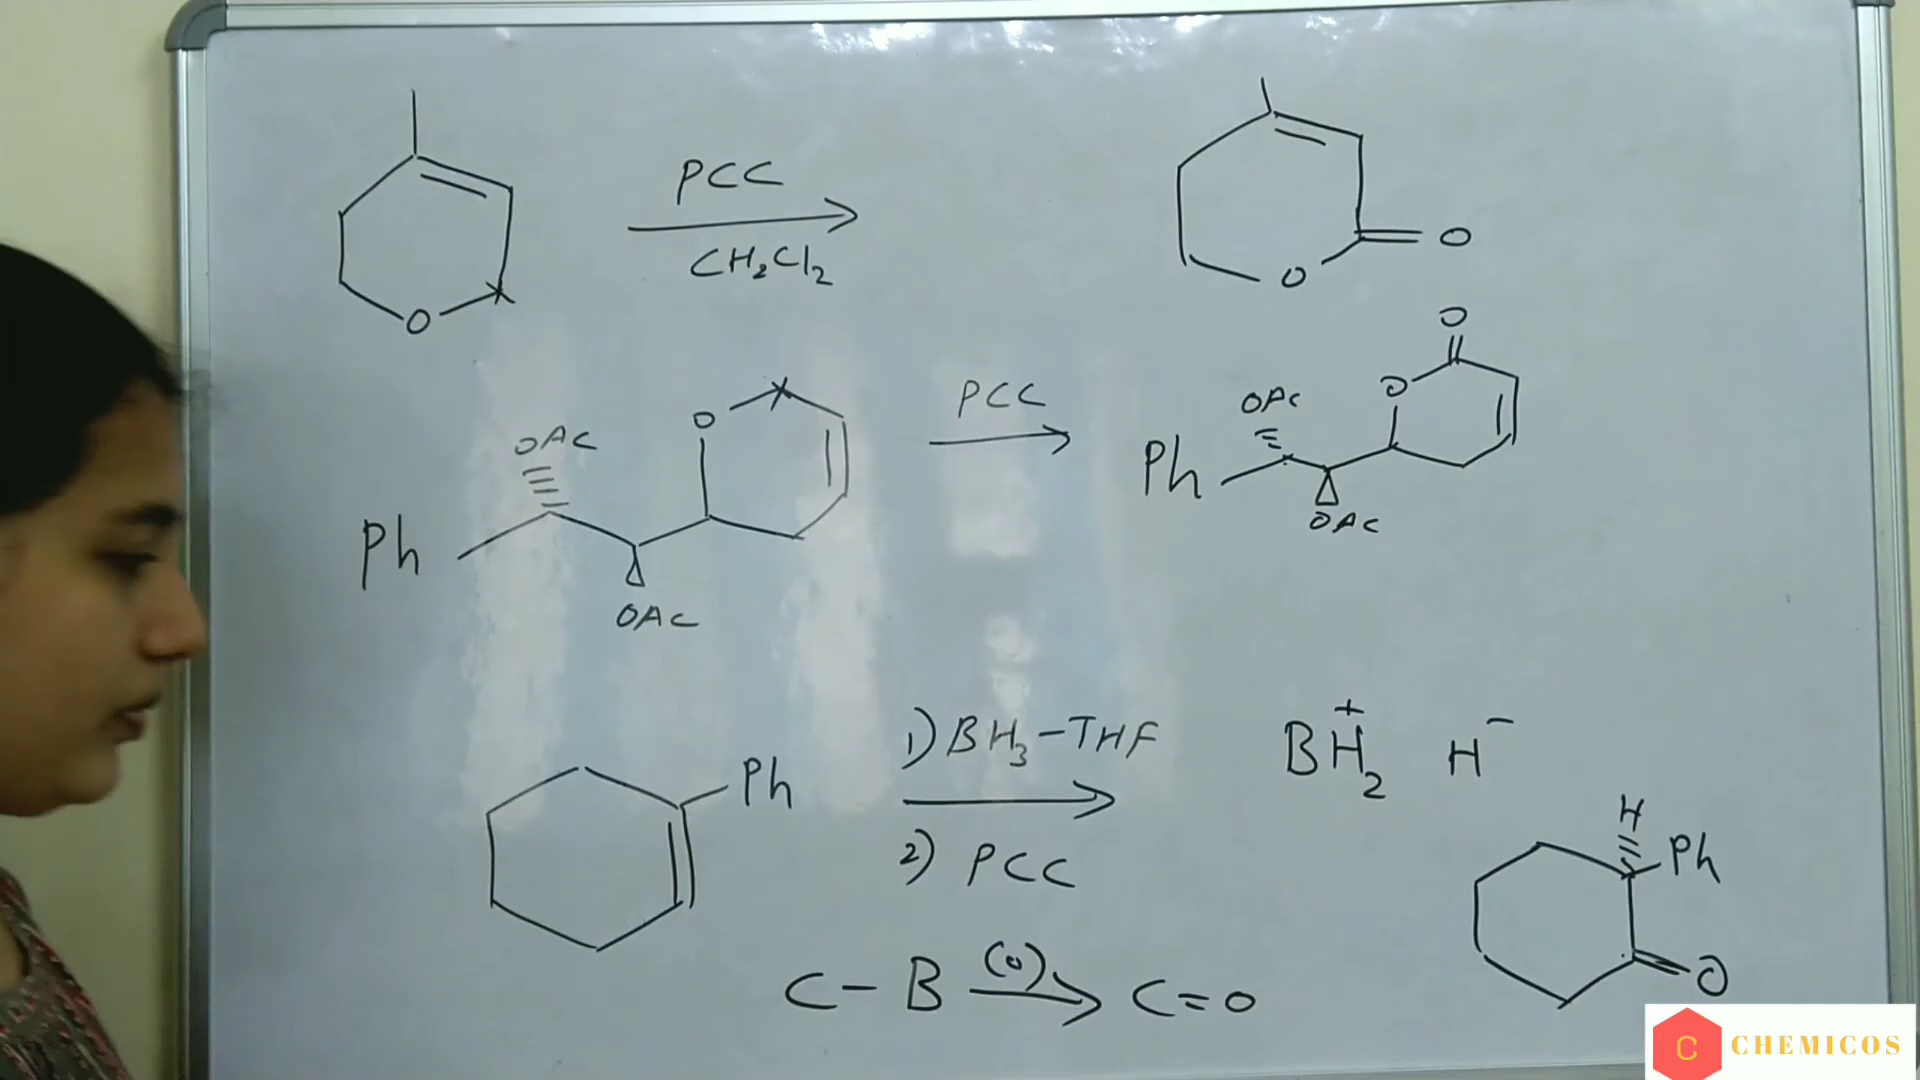 PCC
CH₂Cl₂
O
O
O
O
OAc
O
Ph
OAc
PCC
O
O
OAc
Ph
OAc
Ph
1) BH₃-THF
2) PCC
BH₂⁺ H⁻
H
Ph
O
C-B (O) C=O
C CHEMICOS